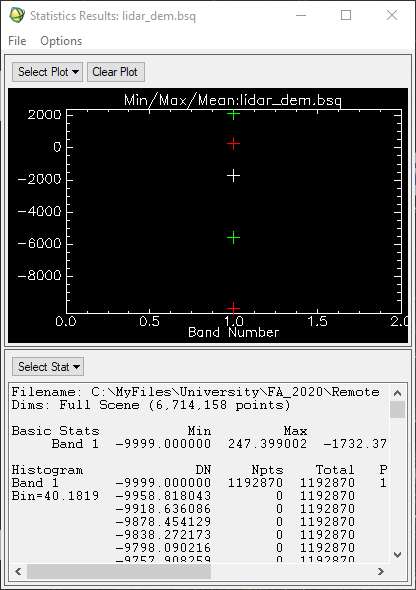 Statistics Results: lidar_dem.bsq
File Options
Select Plot Clear Plot
Min/Max/Mean:lidar_dem.bsq
2000
0
-2000
-4000
-6000
-8000
0.0 0.5 1.0 1.5 2.0
Band Number
Select Stat
Filename: C:\MyFiles\University\FA_2020\Remote
Dims: Full Scene (6,714,158 points)
Basic Stats Min Max
Band 1 -9999.000000 247.399002 -1732.37
Histogram DN Npts Total P
Band 1 -9999.000000 1192870 1192870 1
Bin=40.1819 -9958.818043 0 1192870
-9918.636086 0 1192870
-9878.454129 0 1192870
-9838.272173 0 1192870
-9798.090216 0 1192870
-9757.908259 0 1192870